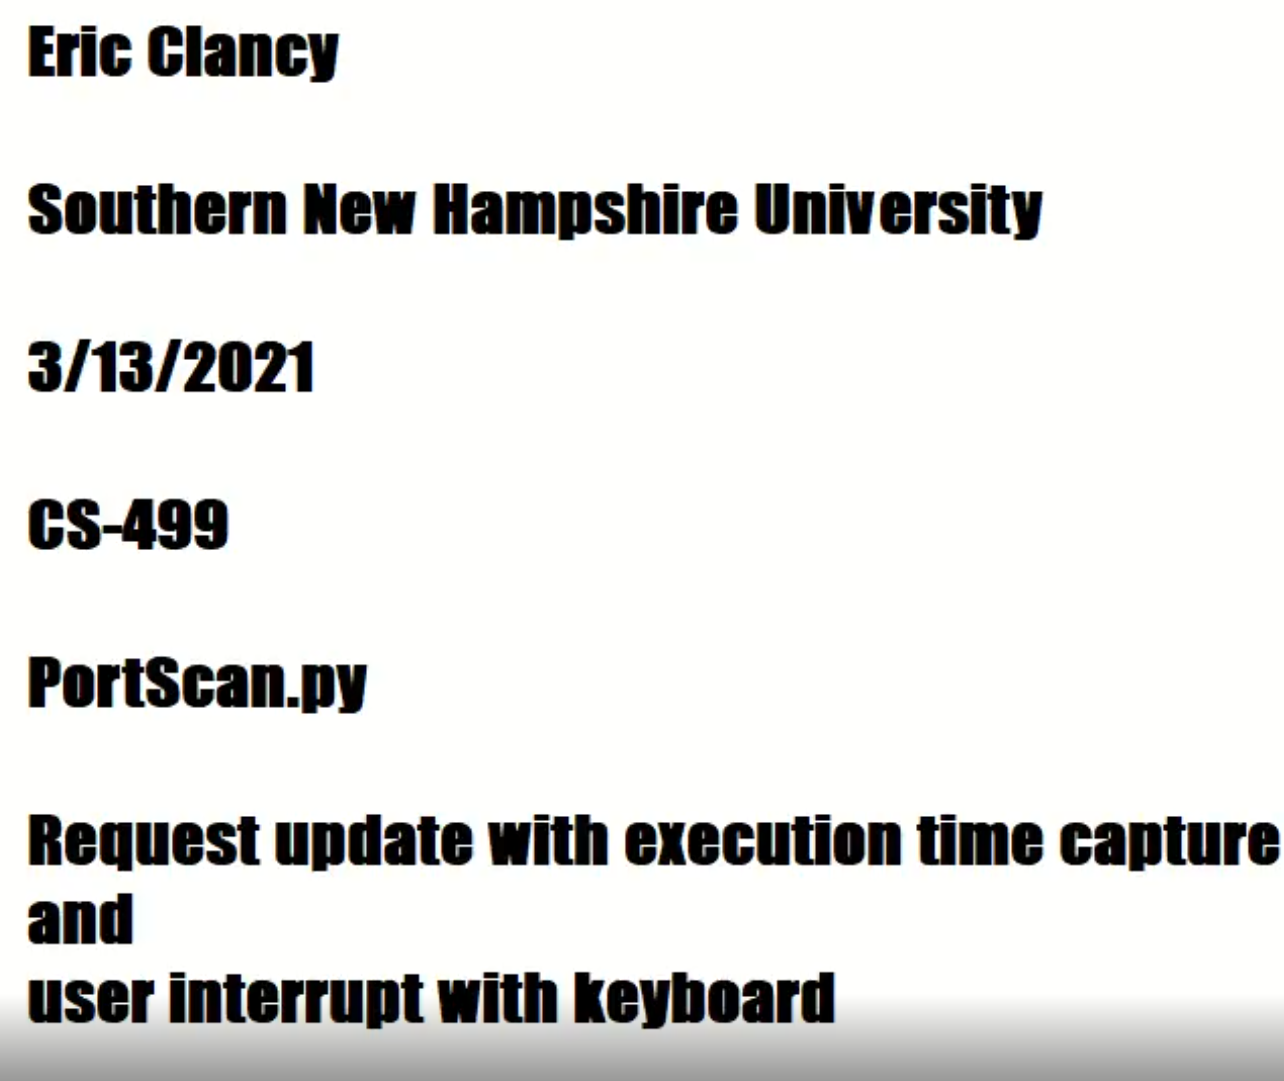 Eric Clancy
Southern New Hampshire University
3/13/2021
CS-499
PortScan.py
Request update with execution time capture
and
user interrupt with keyboard